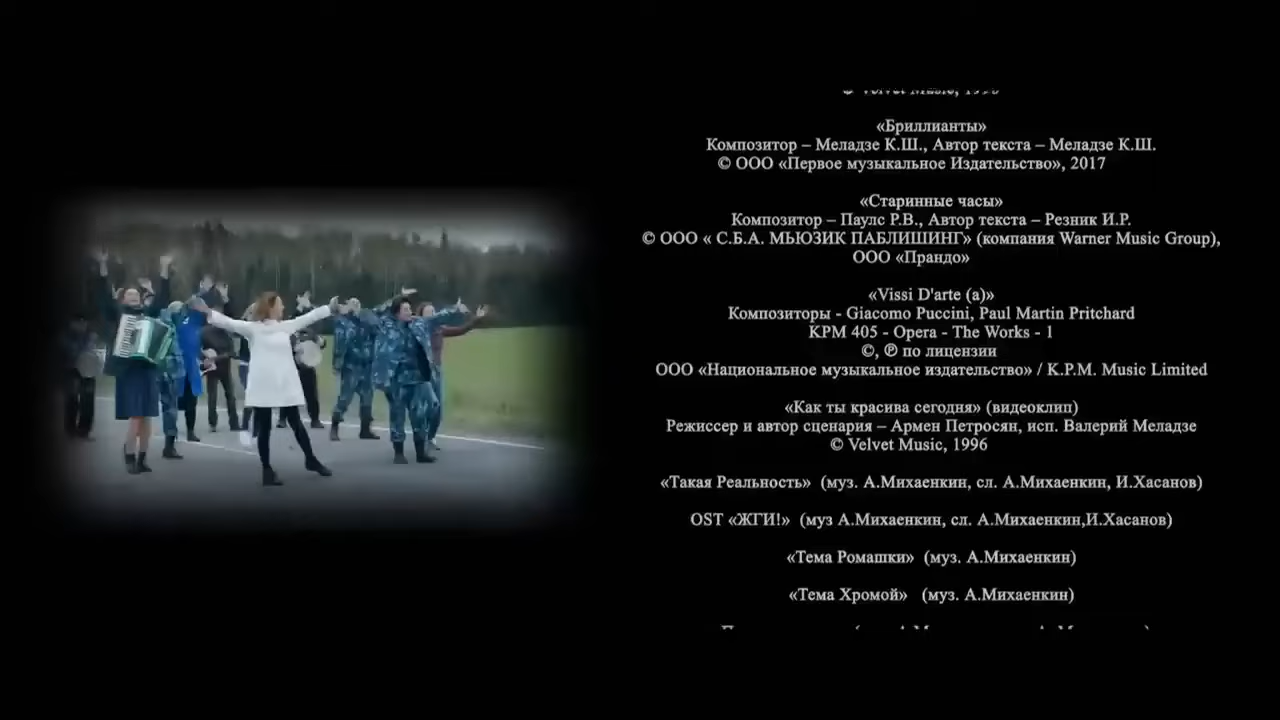 © Velvet Music, 1996
«Бриллианты»
Композитор – Меладзе К.Ш., Автор текста – Меладзе К.Ш.
© ООО «Первое музыкальное Издательство», 2017
«Старинные часы»
Композитор – Паулс Р.В., Автор текста – Резник И.Р.
© ООО « С.Б.А. МЬЮЗИК ПАБЛИШИНГ» (компания Warner Music Group),
ООО «Прандо»
«Vissi D'arte (a)»
Композиторы - Giacomo Puccini, Paul Martin Pritchard
KPM 405 - Opera - The Works - 1
©, ℗ по лицензии
ООО «Национальное музыкальное издательство» / K.P.M. Music Limited
«Как ты красива сегодня» (видеоклип)
Режиссер и автор сценария – Армен Петросян, исп. Валерий Меладзе
© Velvet Music, 1996
«Такая Реальность» (муз. А.Михаенкин, сл. А.Михаенкин, И.Хасанов)
OST «ЖГИ!» (муз А.Михаенкин, сл. А.Михаенкин,И.Хасанов)
«Тема Ромашки» (муз. А.Михаенкин)
«Тема Хромой» (муз. А.Михаенкин)